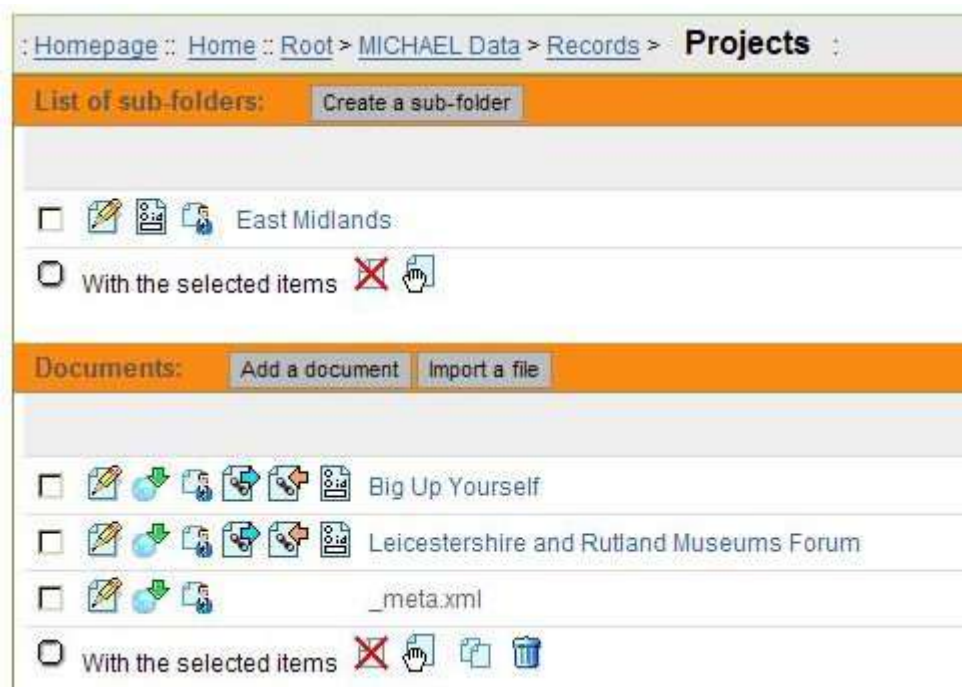 : Homepage :: Home :: Root > MICHAEL Data > Records > Projects :
List of sub-folders: Create a sub-folder
East Midlands
With the selected items
Documents: Add a document Import a file
Big Up Yourself
Leicestershire and Rutland Museums Forum
_meta.xml
With the selected items